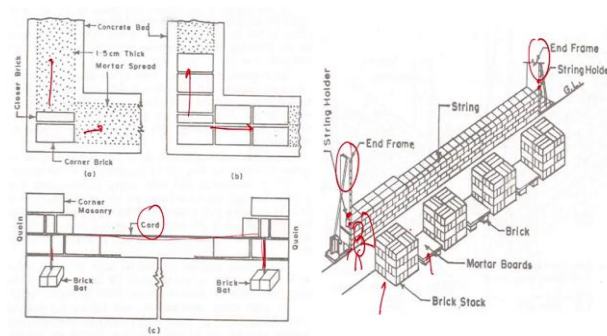 Concrete Bed
1·5cm Thick
Mortar Spread
Closer Brick
Corner Brick
(a)
(b)
Corner
Masonry
Cord
Quoin
Quoin
Brick
Bat
Brick
Bat
(c)
End Frame
String Holder
G.L.
String Holder
String
End Frame
Brick
Mortar Boards
Brick Stack